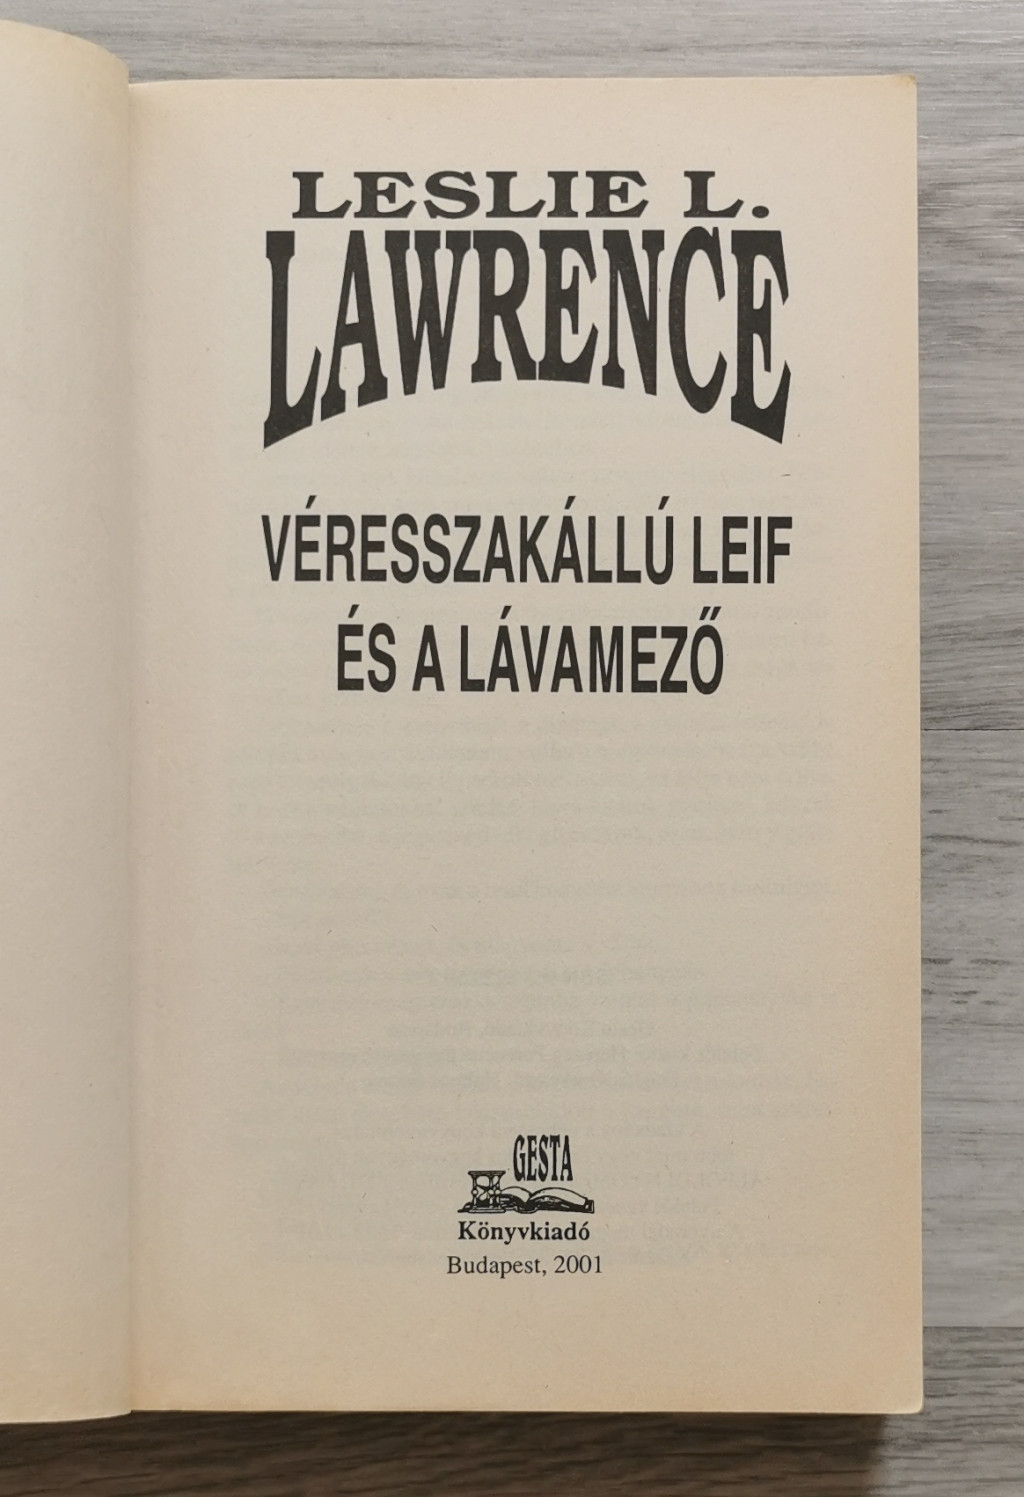 LESLIE L.
LAWRENCE
VÉRESSZAKÁLLÚ LEIF
ÉS A LÁVAMEZŐ
GESTA
Könyvkiadó
Budapest, 2001